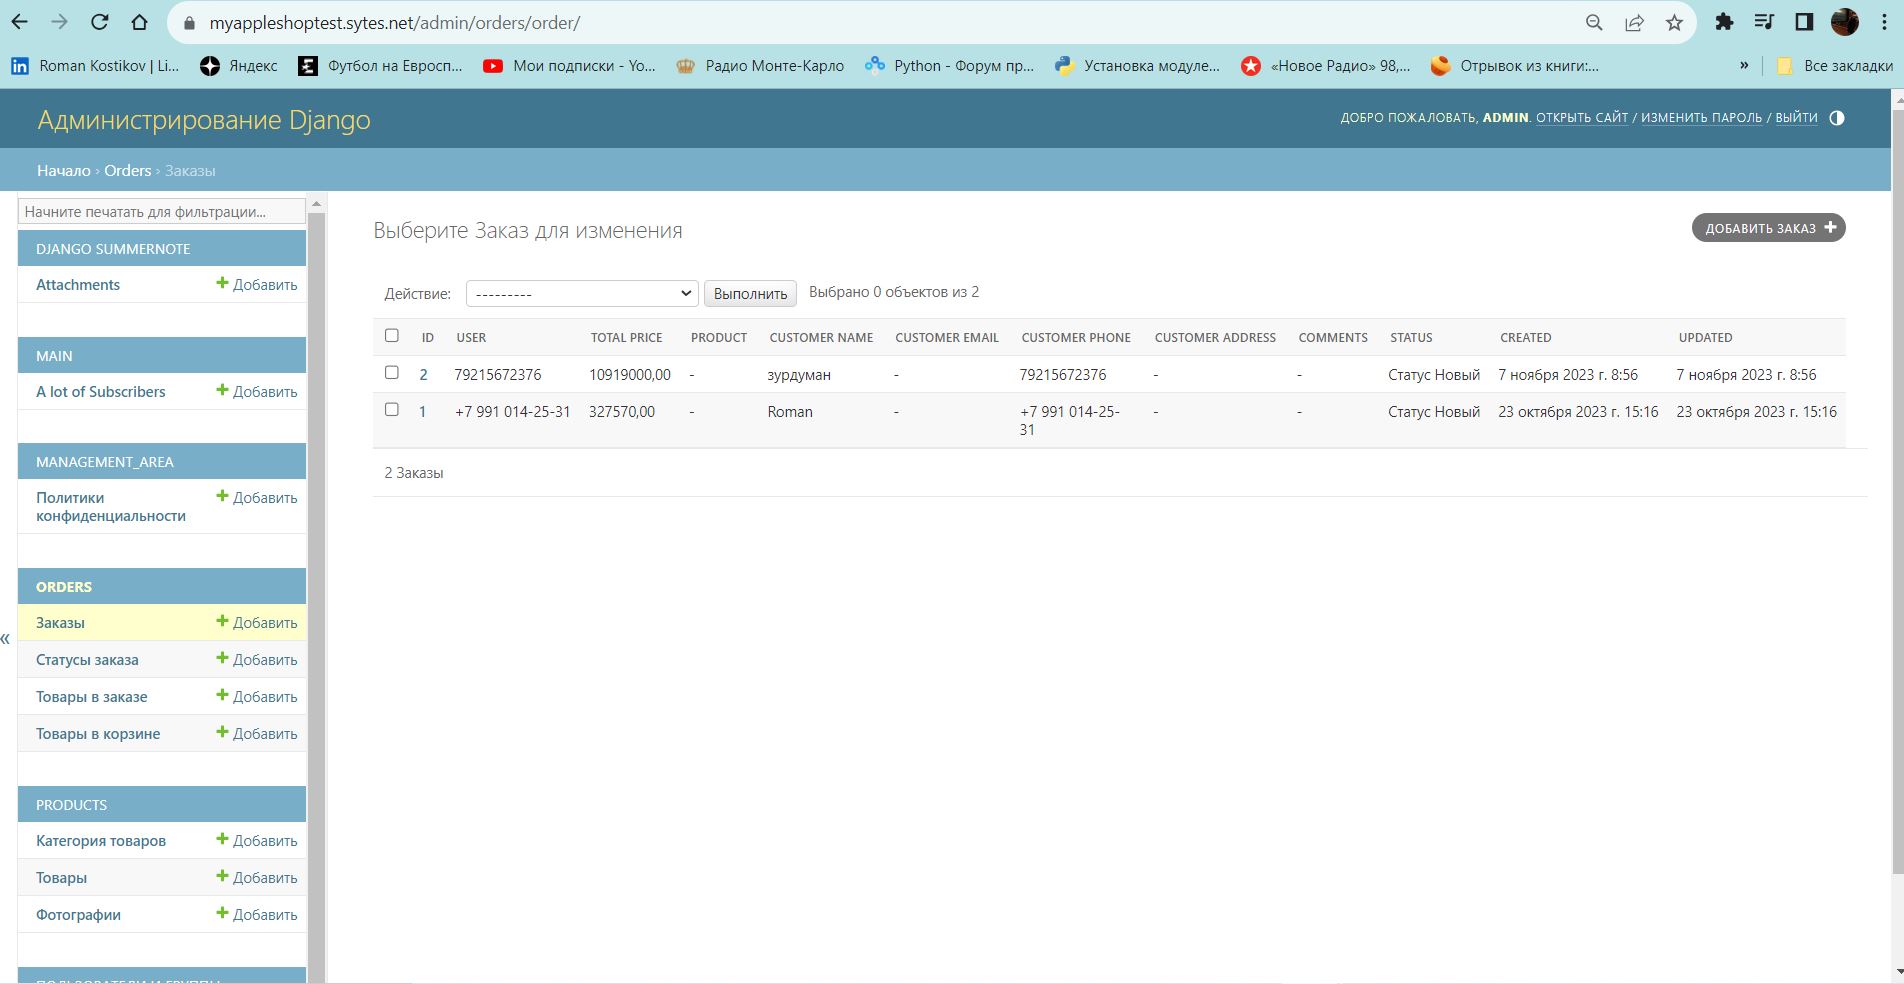 myappleshoptest.sytes.net/admin/orders/order/
Roman Kostikov | Li... Яндекс Футбол на Евросп... Мои подписки - Yo... Радио Монте-Карло Python - Форум пр... Установка модуле... «Новое Радио» 98,... Отрывок из книги:... » Все закладки
Администрирование Django
ДОБРО ПОЖАЛОВАТЬ, ADMIN. ОТКРЫТЬ САЙТ / ИЗМЕНИТЬ ПАРОЛЬ / ВЫЙТИ
Начало › Orders › Заказы
Начните печатать для фильтрации...
DJANGO SUMMERNOTE
Attachments Добавить
MAIN
A lot of Subscribers Добавить
MANAGEMENT_AREA
Политики Добавить
конфиденциальности
ORDERS
Заказы Добавить
Статусы заказа Добавить
Товары в заказе Добавить
Товары в корзине Добавить
PRODUCTS
Категория товаров Добавить
Товары Добавить
Фотографии Добавить
ПОЛЬЗОВАТЕЛИ И ГРУППЫ
«
Выберите Заказ для изменения
ДОБАВИТЬ ЗАКАЗ
Действие: --------- Выполнить Выбрано 0 объектов из 2
ID USER TOTAL PRICE PRODUCT CUSTOMER NAME CUSTOMER EMAIL CUSTOMER PHONE CUSTOMER ADDRESS COMMENTS STATUS CREATED UPDATED
2 79215672376 10919000,00 - зурдуман - 79215672376 - - Статус Новый 7 ноября 2023 г. 8:56 7 ноября 2023 г. 8:56
1 +7 991 014-25-31 327570,00 - Roman - +7 991 014-25- - - Статус Новый 23 октября 2023 г. 15:16 23 октября 2023 г. 15:16
31
2 Заказы